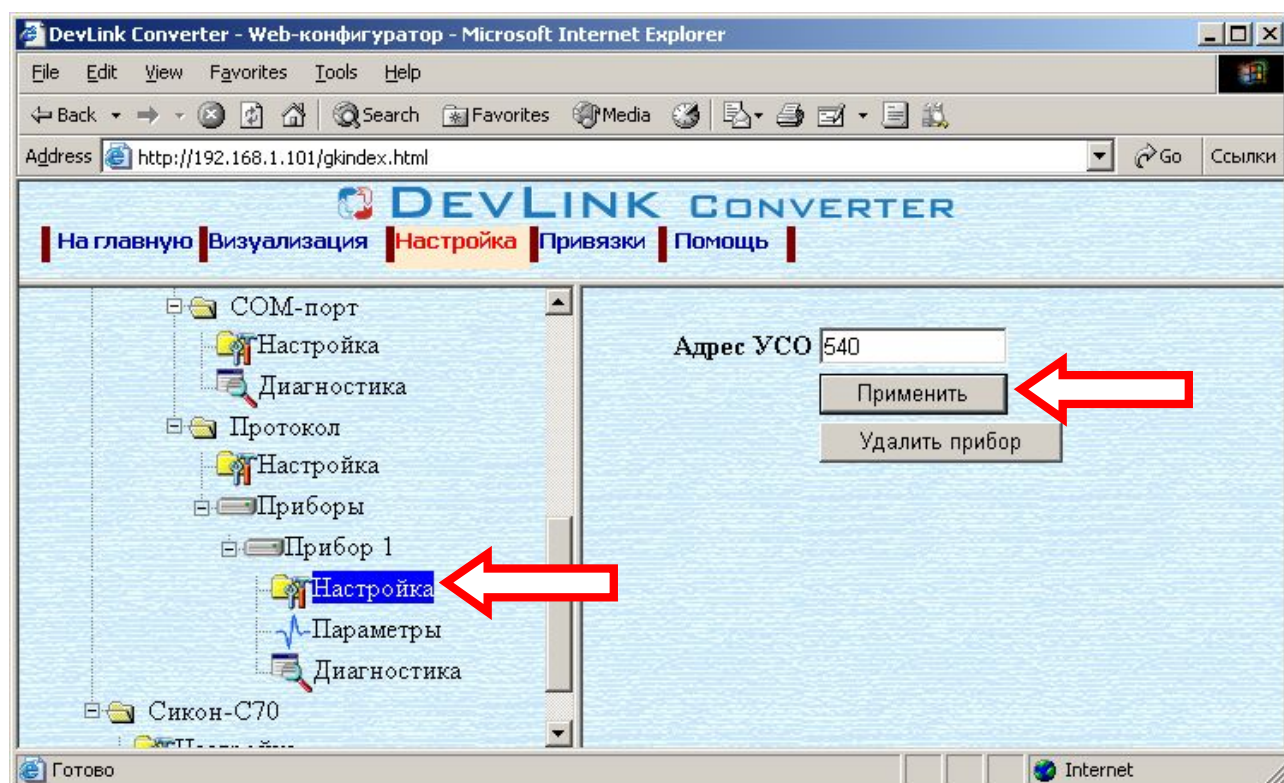 DevLink Converter - Web-конфигуратор - Microsoft Internet Explorer
File Edit View Favorites Tools Help
Back Search Favorites Media
Address http://192.168.1.101/gkindex.html Go Ссылки
DEVLINK CONVERTER
На главную Визуализация Настройка Привязки Помощь
COM-порт
Настройка
Диагностика
Протокол
Настройка
Приборы
Прибор 1
Настройка
Параметры
Диагностика
Сикон-С70
Адрес УСО 540
Применить
Удалить прибор
Готово Internet